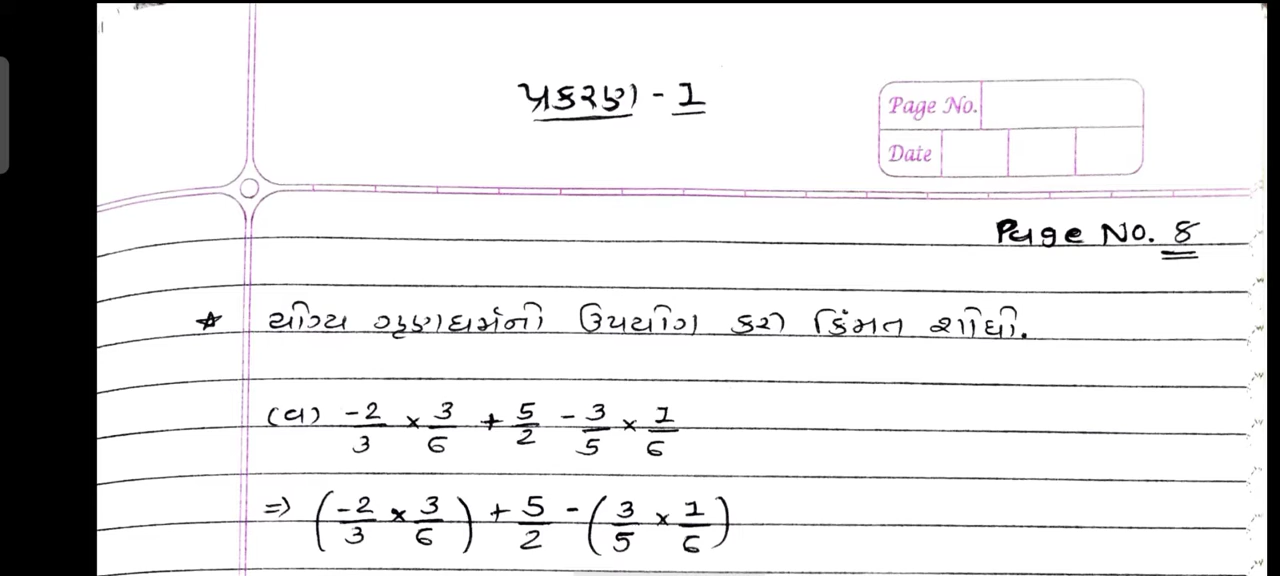 પ્રકરણ - 1
Page No.
Date
Page No. 8
* યોગ્ય ગુણધર્મનો ઉપયોગ કરો કિંમત શોધો.
(અ) -2/3 × 3/6 + 5/2 - 3/5 × 1/6
⇒ (-2/3 × 3/6) + 5/2 - (3/5 × 1/6)